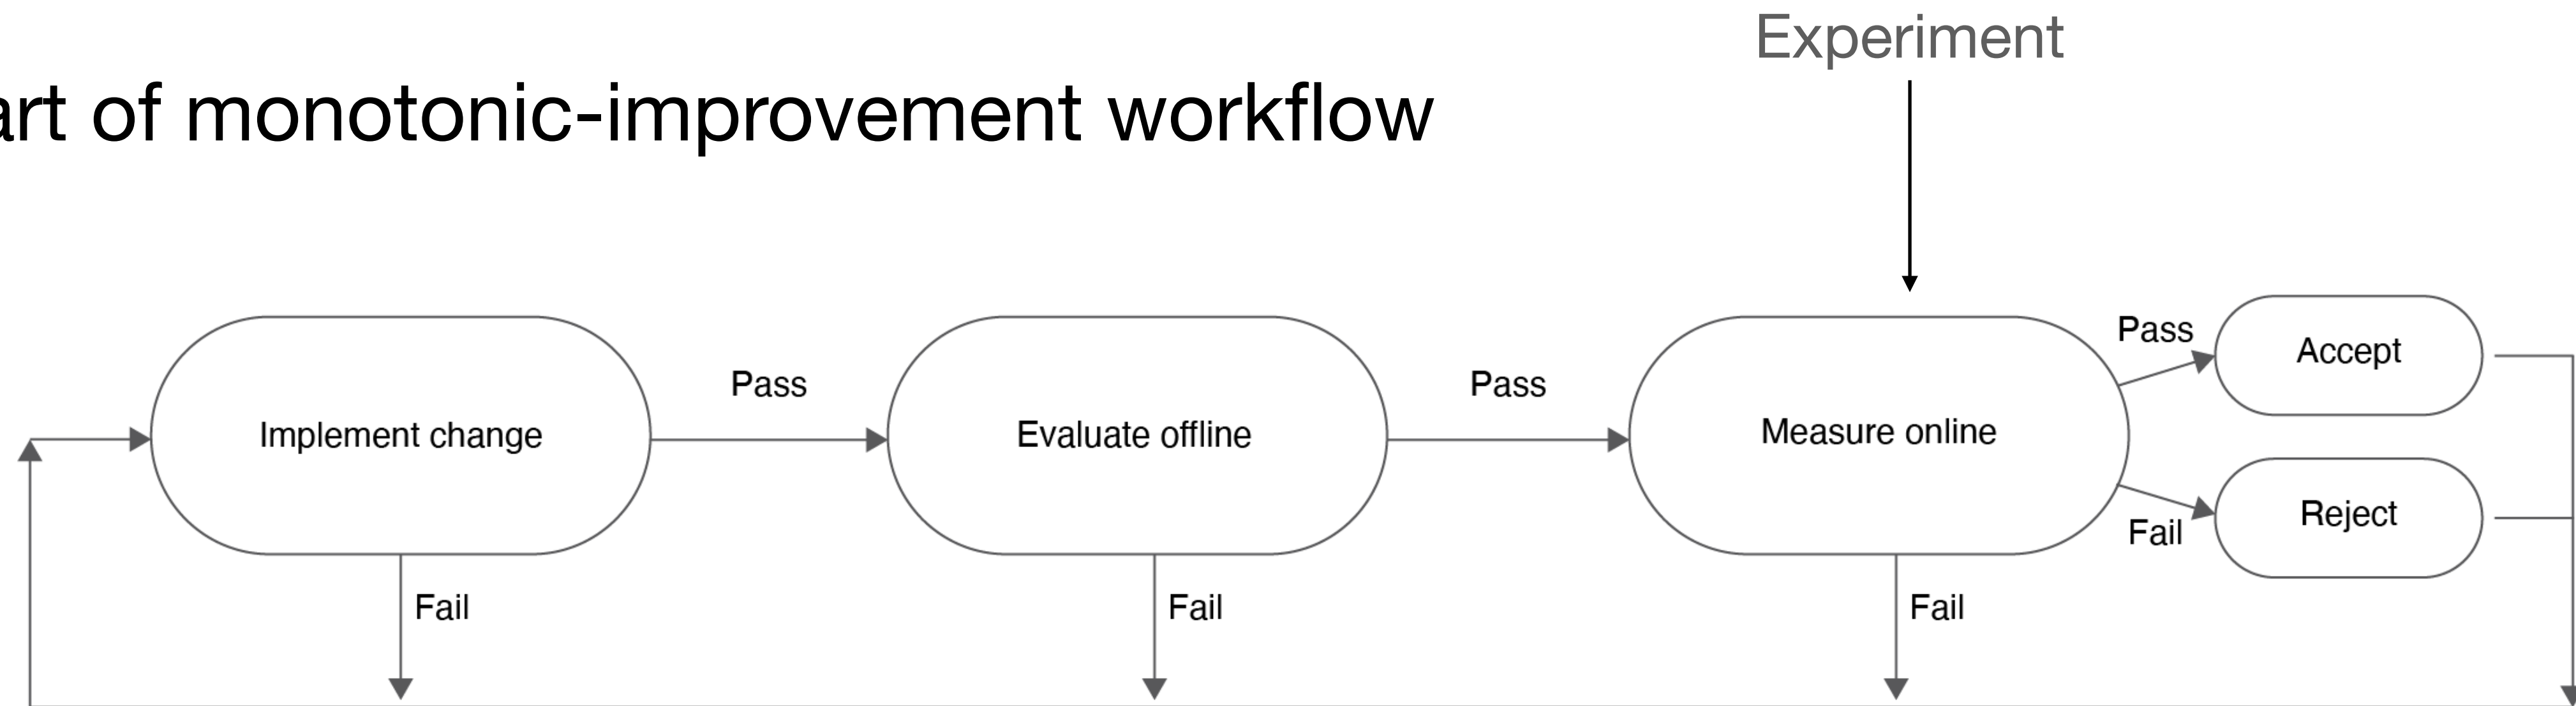 Experiment
art of monotonic-improvement workflow
Pass
Accept
Pass
Pass
Implement change
Evaluate offline
Measure online
Reject
Fail
Fail
Fail
Fail